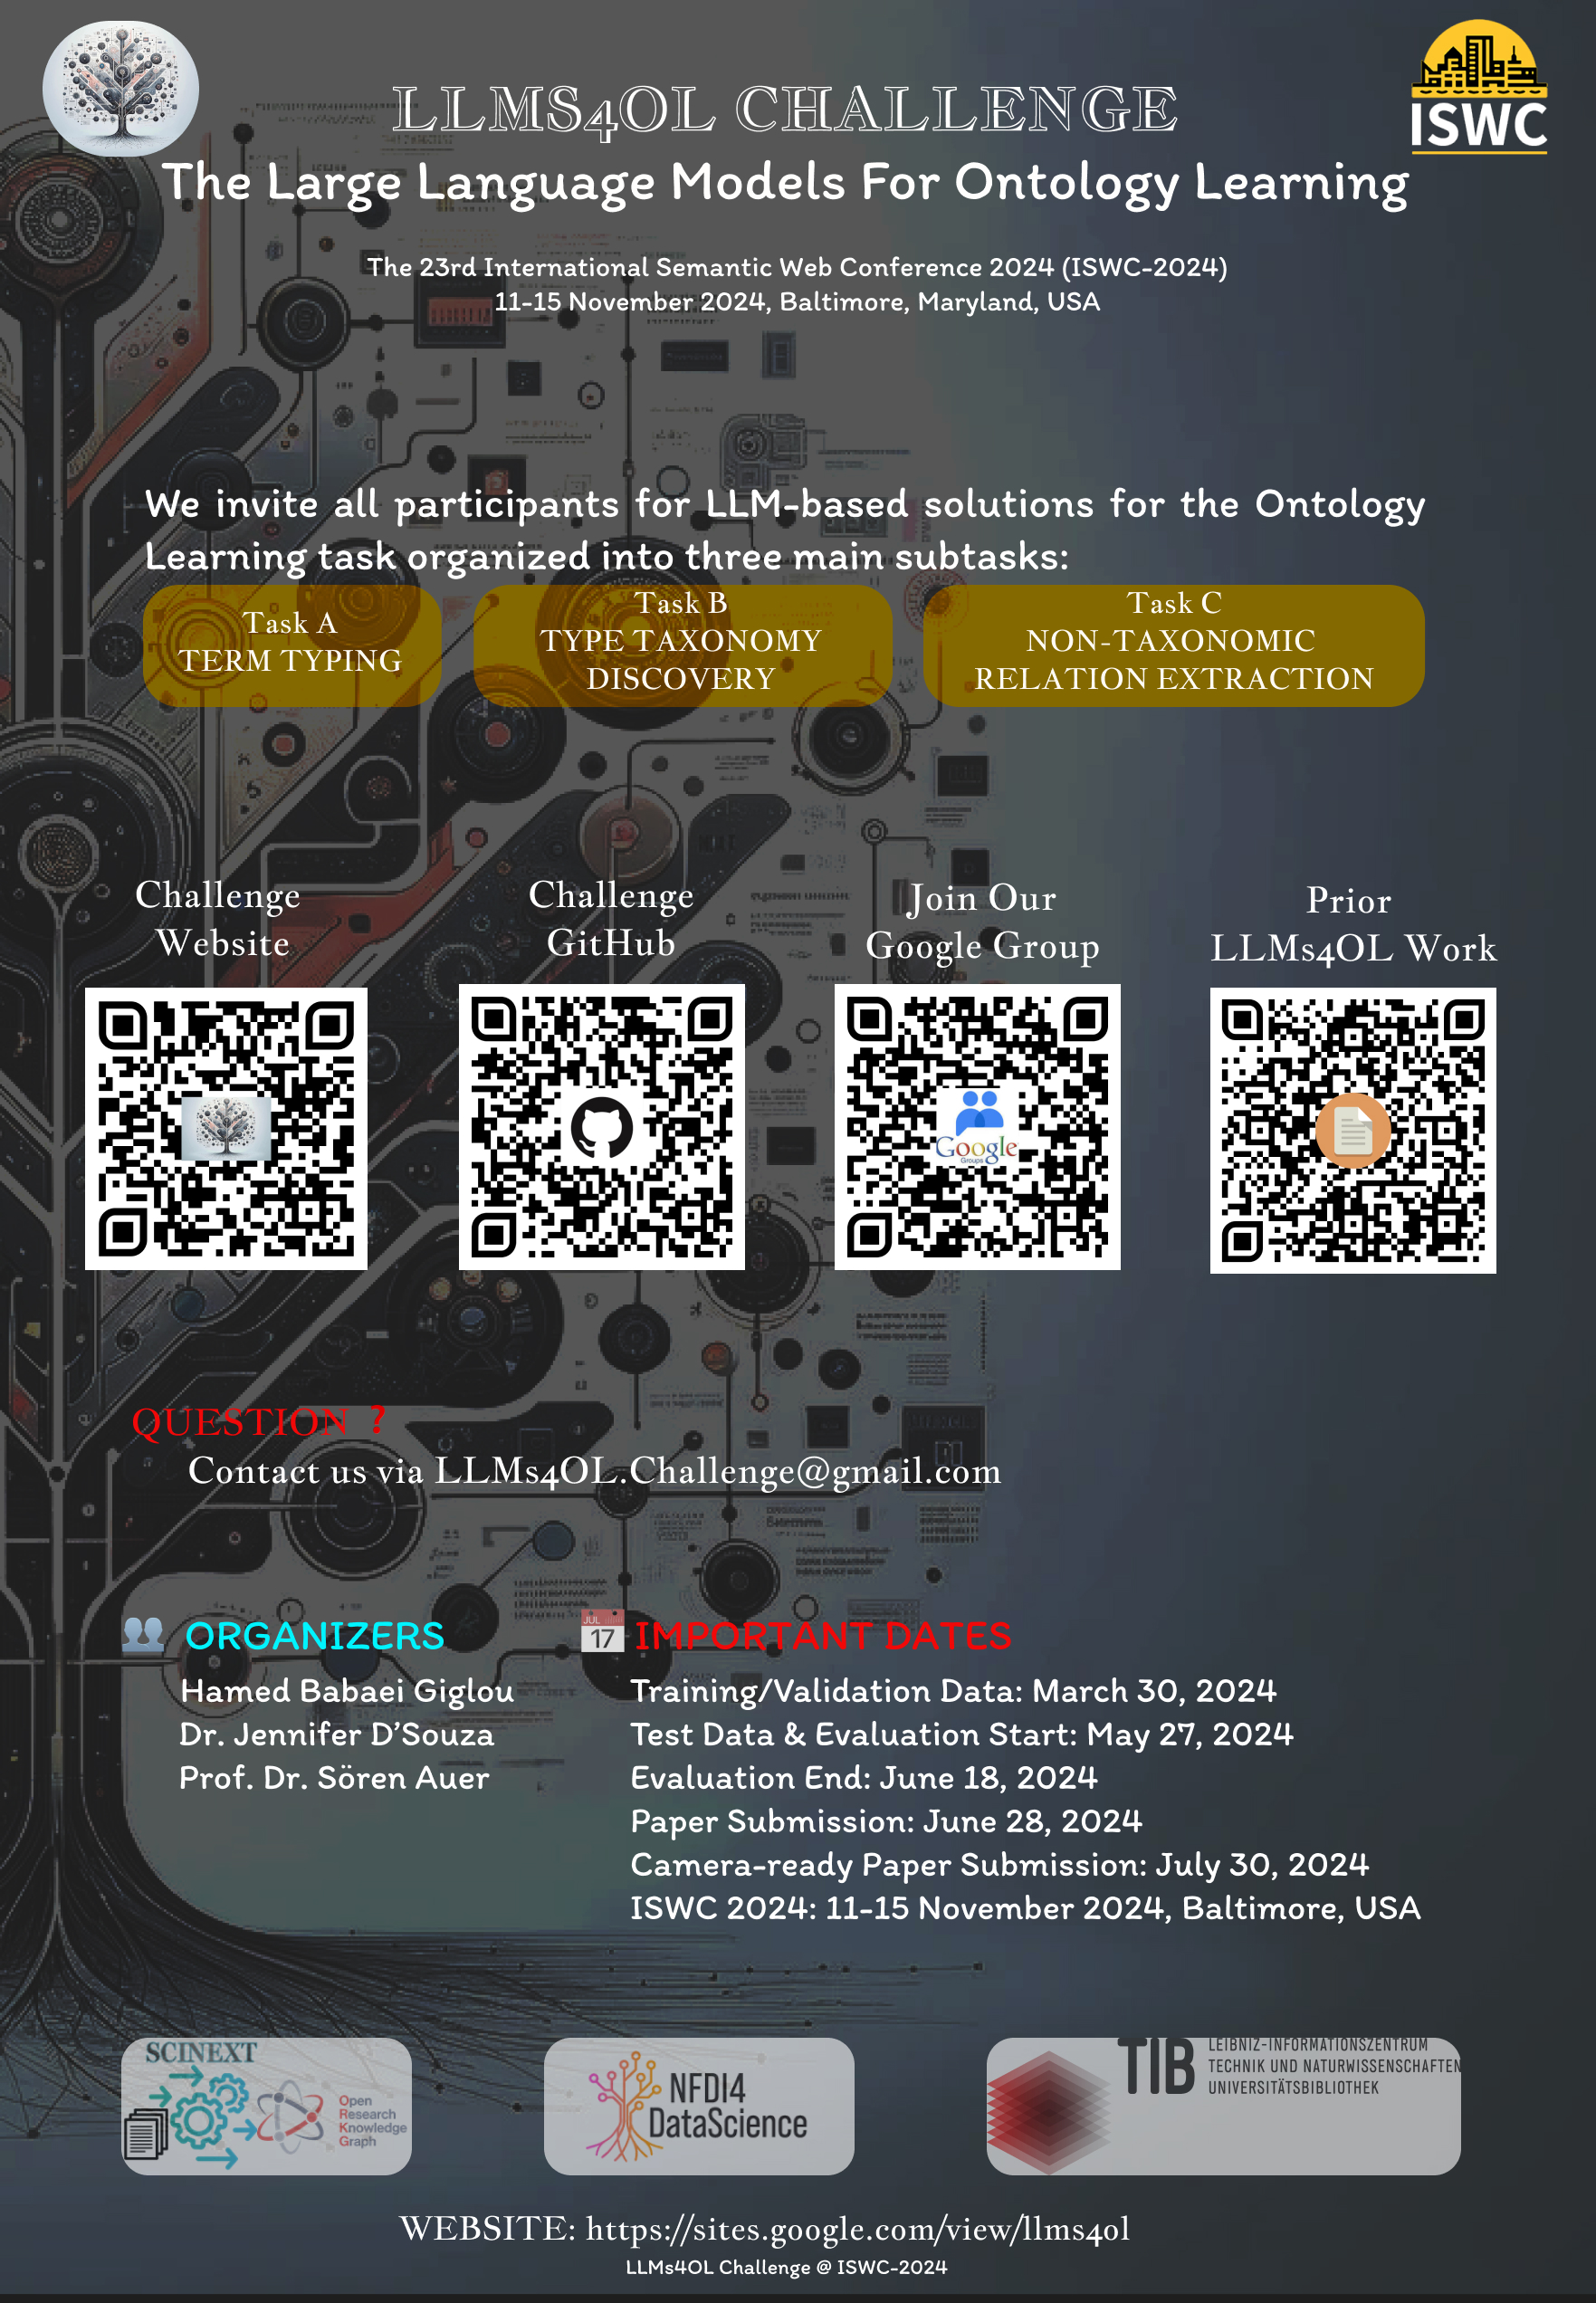 LLMS4OL CHALLENGE
ISWC
The Large Language Models For Ontology Learning
The 23rd International Semantic Web Conference 2024 (ISWC-2024)
11-15 November 2024, Baltimore, Maryland, USA
We invite all participants for LLM-based solutions for the Ontology
Learning task organized into three main subtasks:
Task A
TERM TYPING
Task B
TYPE TAXONOMY
DISCOVERY
Task C
NON-TAXONOMIC
RELATION EXTRACTION
Challenge
Website
Challenge
GitHub
Join Our
Google Group
Prior
LLMs4OL Work
Google
Groups
QUESTION ?
Contact us via LLMs4OL.Challenge@gmail.com
ORGANIZERS
Hamed Babaei Giglou
Dr. Jennifer D’Souza
Prof. Dr. Sören Auer
JUL
17
IMPORTANT DATES
Training/Validation Data: March 30, 2024
Test Data & Evaluation Start: May 27, 2024
Evaluation End: June 18, 2024
Paper Submission: June 28, 2024
Camera-ready Paper Submission: July 30, 2024
ISWC 2024: 11-15 November 2024, Baltimore, USA
SCINEXT
Open
Research
Knowledge
Graph
NFDI4
DataScience
TIB
LEIBNIZ-INFORMATIONSZENTRUM
TECHNIK UND NATURWISSENSCHAFTEN
UNIVERSITÄTSBIBLIOTHEK
WEBSITE: https://sites.google.com/view/llms4ol
LLMs4OL Challenge @ ISWC-2024